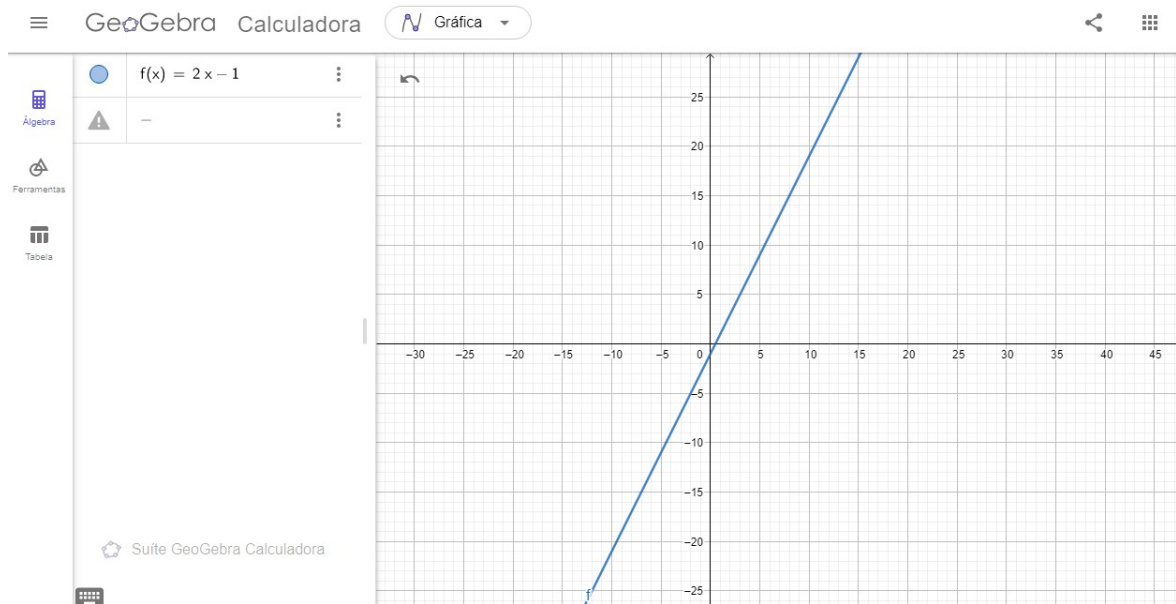 GeoGebra Calculadora Gráfica
Álgebra
Ferramentas
Tabela
f(x) = 2 x − 1
−
Suíte GeoGebra Calculadora
25
20
15
10
5
−30 −25 −20 −15 −10 −5 0 5 10 15 20 25 30 35 40 45
−5
−10
−15
−20
−25
f